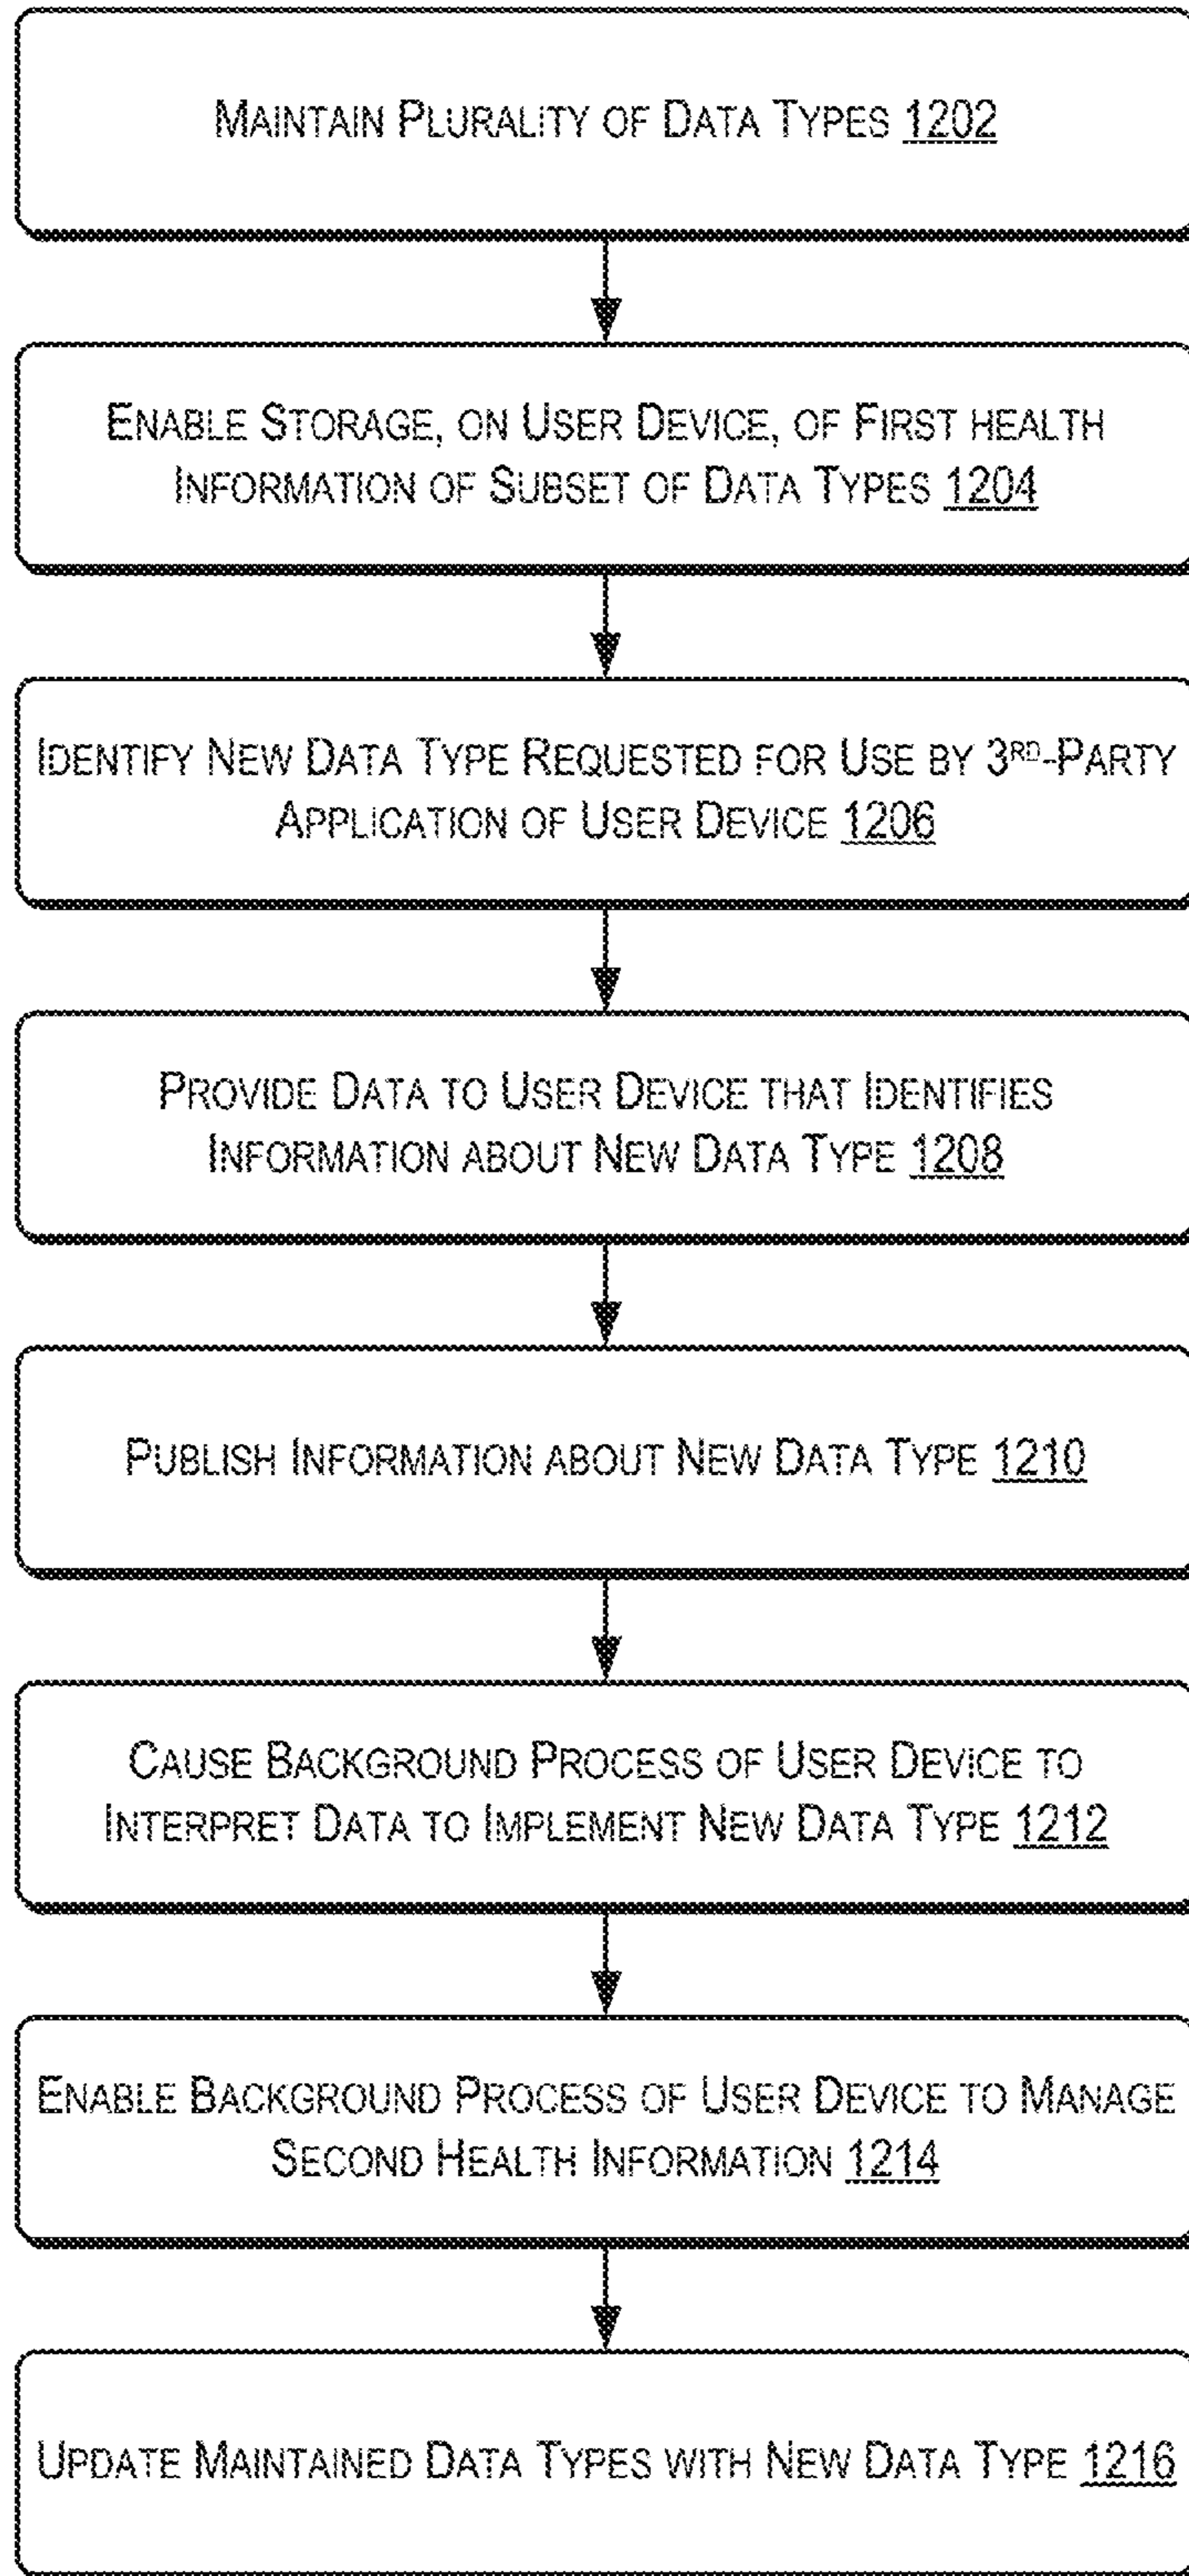 MAINTAIN PLURALITY OF DATA TYPES 1202
ENABLE STORAGE, ON USER DEVICE, OF FIRST HEALTH
INFORMATION OF SUBSET OF DATA TYPES 1204
IDENTIFY NEW DATA TYPE REQUESTED FOR USE BY 3RD-PARTY
APPLICATION OF USER DEVICE 1206
PROVIDE DATA TO USER DEVICE THAT IDENTIFIES
INFORMATION ABOUT NEW DATA TYPE 1208
PUBLISH INFORMATION ABOUT NEW DATA TYPE 1210
CAUSE BACKGROUND PROCESS OF USER DEVICE TO
INTERPRET DATA TO IMPLEMENT NEW DATA TYPE 1212
ENABLE BACKGROUND PROCESS OF USER DEVICE TO MANAGE
SECOND HEALTH INFORMATION 1214
UPDATE MAINTAINED DATA TYPES WITH NEW DATA TYPE 1216